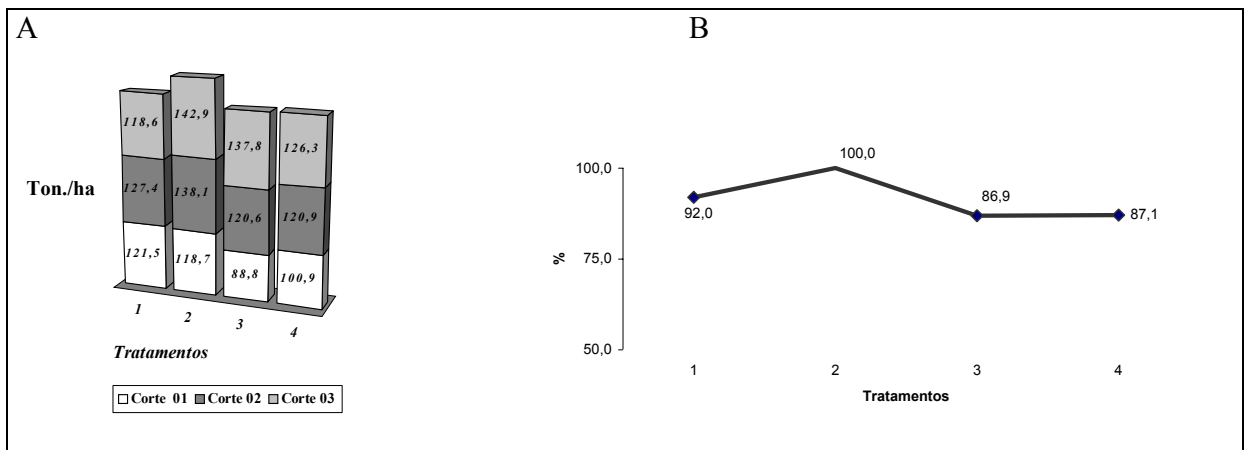 A
B
118,6 142,9 137,8 126,3
Ton./ha
127,4 138,1 120,6 120,9
121,5 118,7 88,8 100,9
1 2 3 4
Tratamentos
Corte 01 Corte 02 Corte 03
100,0
100,0
92,0
86,9
87,1
75,0
%
50,0
1 2 3 4
Tratamentos